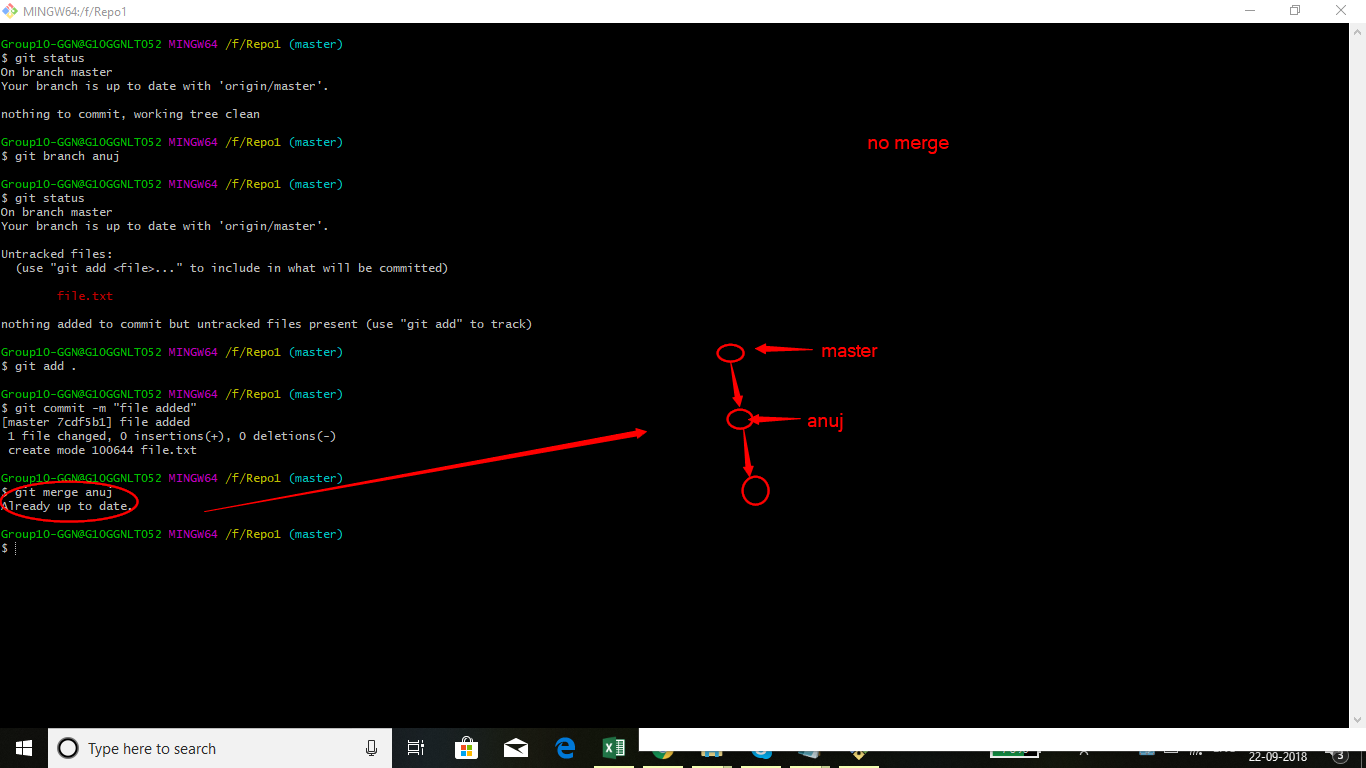 MINGW64:/f/Repo1
Group10-GGN@G10GGNLT052 MINGW64 /f/Repo1 (master)
$ git status
On branch master
Your branch is up to date with 'origin/master'.
nothing to commit, working tree clean
Group10-GGN@G10GGNLT052 MINGW64 /f/Repo1 (master)
no merge
$ git branch anuj
Group10-GGN@G10GGNLT052 MINGW64 /f/Repo1 (master)
$ git status
On branch master
Your branch is up to date with 'origin/master'.
Untracked files:
(use "git add <file>..." to include in what will be committed)
file.txt
nothing added to commit but untracked files present (use "git add" to track)
Group10-GGN@G10GGNLT052 MINGW64 /f/Repo1 (master)
master
$ git add .
Group10-GGN@G10GGNLT052 MINGW64 /f/Repo1 (master)
$ git commit -m "file added"
[master 7cdf5b1] file added
anuj
1 file changed, 0 insertions(+), 0 deletions(-)
create mode 100644 file.txt
Group10-GGN@G10GGNLT052 MINGW64 /f/Repo1 (master)
$ git merge anuj
Already up to date.
Group10-GGN@G10GGNLT052 MINGW64 /f/Repo1 (master)
$
Type here to search
22-09-2018
3